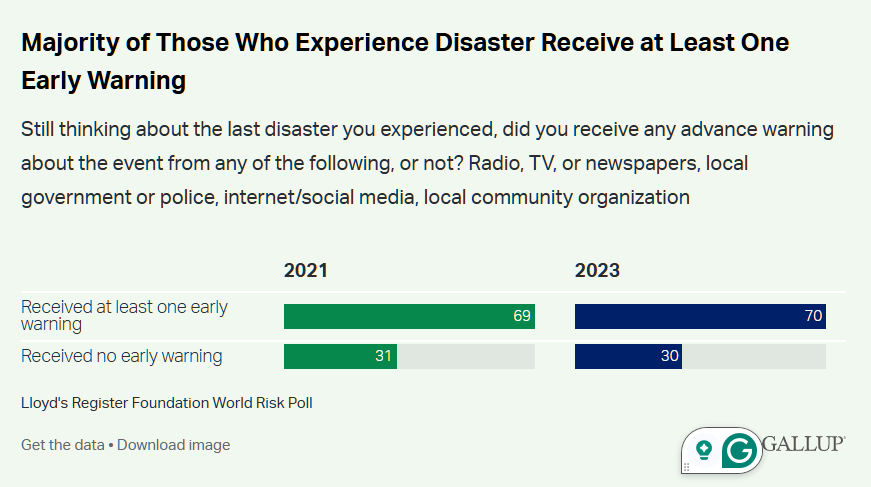 Majority of Those Who Experience Disaster Receive at Least One
Early Warning
Still thinking about the last disaster you experienced, did you receive any advance warning
about the event from any of the following, or not? Radio, TV, or newspapers, local
government or police, internet/social media, local community organization
2021 2023
Received at least one early
warning
69 70
Received no early warning 31 30
Lloyd's Register Foundation World Risk Poll
Get the data • Download image
G GALLUP